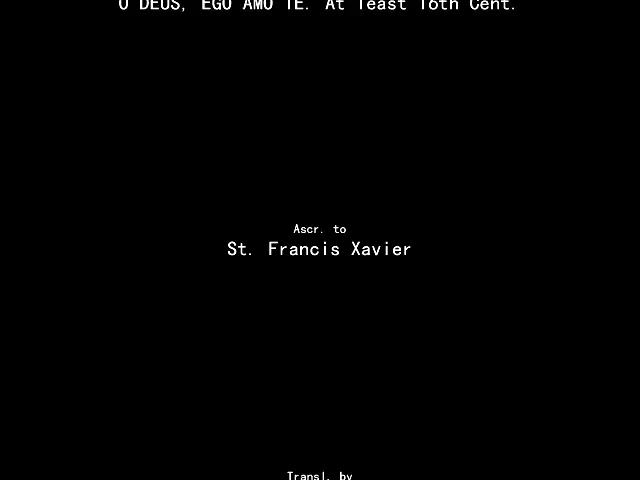 O DEUS, EGO AMO TE. At least 16th Cent.
Ascr. to
St. Francis Xavier
Transl. by